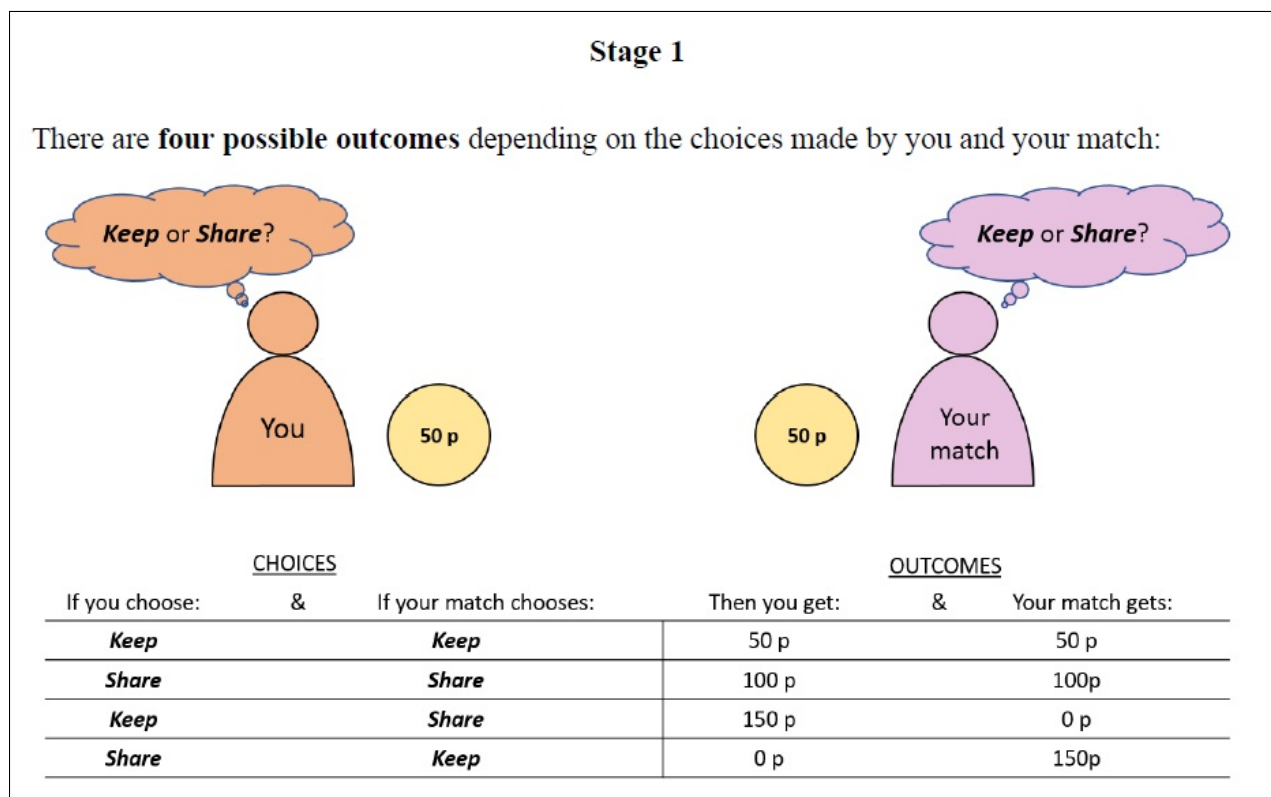 Stage 1
There are four possible outcomes depending on the choices made by you and your match:
Keep or Share?
Keep or Share?
You
50 p
50 p
Your
match
CHOICES
OUTCOMES
If you choose: & If your match chooses: Then you get: & Your match gets:
Keep Keep 50 p 50 p
Share Share 100 p 100p
Keep Share 150 p 0 p
Share Keep 0 p 150p